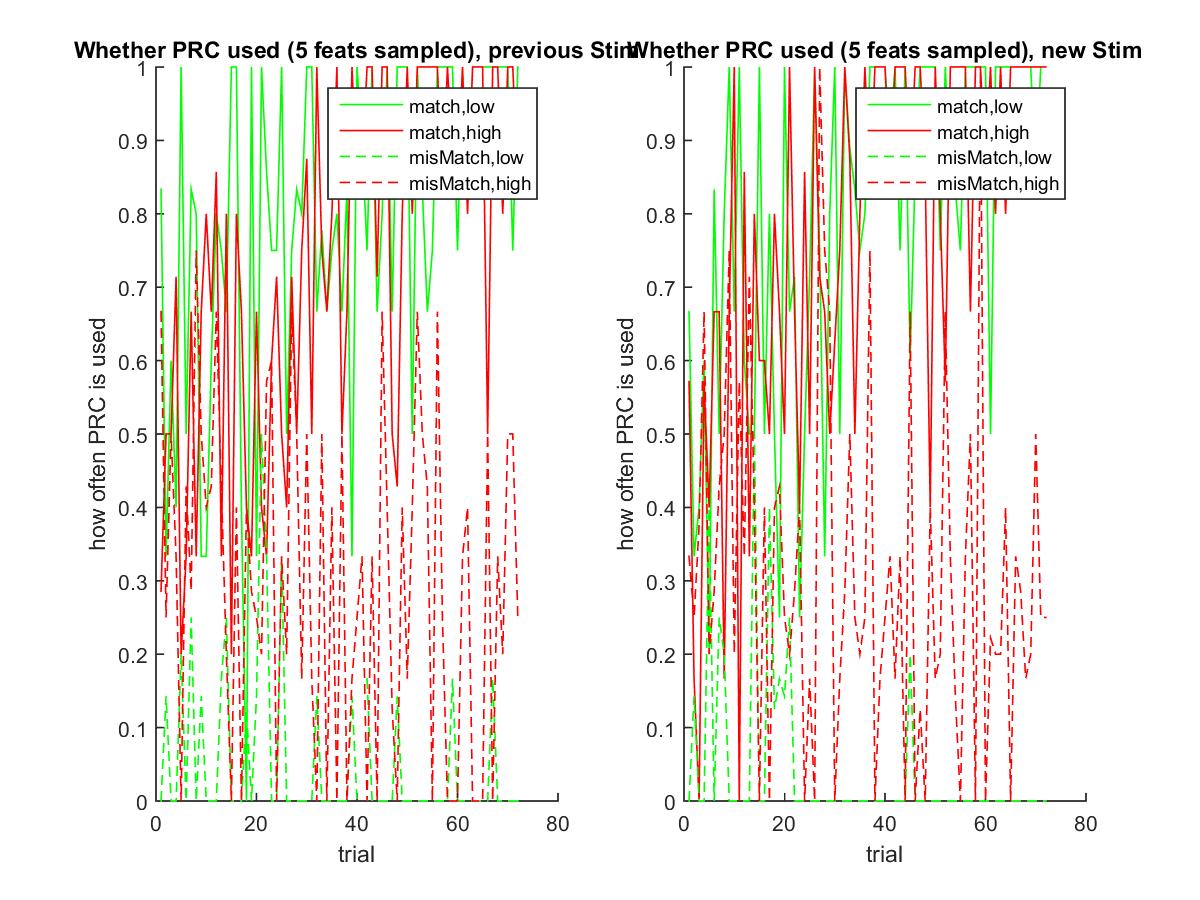 Whether PRC used (5 feats sampled), previous Stim
1
0.9
0.8
0.7
0.6
0.5
0.4
0.3
0.2
0.1
0
how often PRC is used
match,low
match,high
misMatch,low
misMatch,high
0 20 40 60 80
trial
Whether PRC used (5 feats sampled), new Stim
1
0.9
0.8
0.7
0.6
0.5
0.4
0.3
0.2
0.1
0
how often PRC is used
match,low
match,high
misMatch,low
misMatch,high
0 20 40 60 80
trial